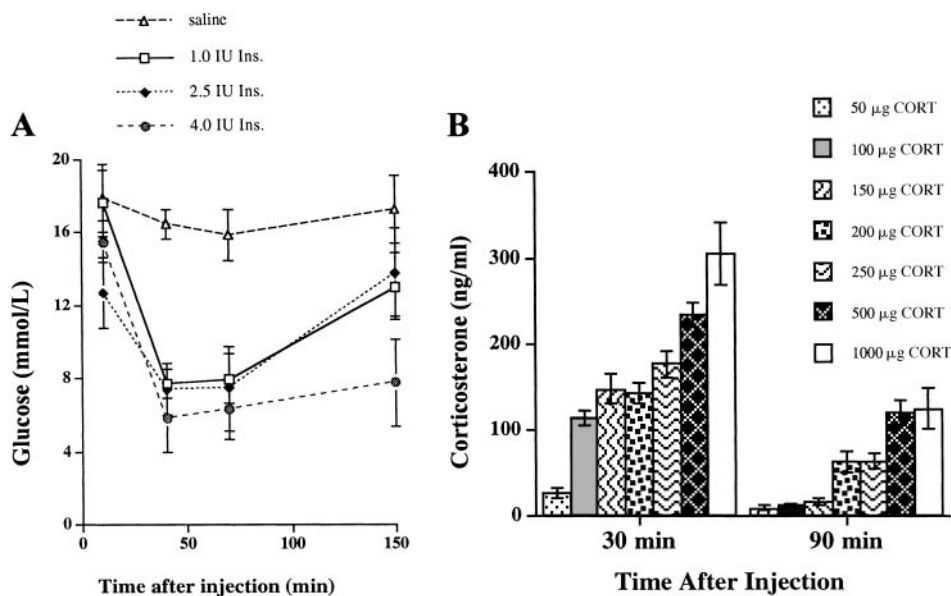 saline
1.0 IU Ins.
2.5 IU Ins.
4.0 IU Ins.
A
20
16
12
8
4
0
Glucose (mmol/L)
0
50
100
150
Time after injection (min)
B
50 µg CORT
100 µg CORT
150 µg CORT
200 µg CORT
250 µg CORT
500 µg CORT
1000 µg CORT
400
300
200
100
0
Corticosterone (ng/ml)
30 min
90 min
Time After Injection